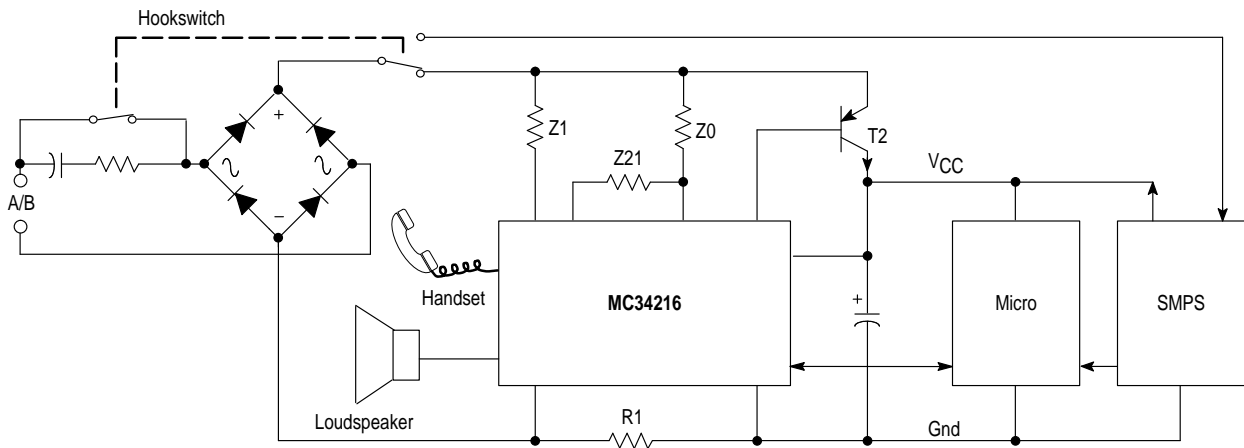 Hookswitch
+
Z1
Z0
T2
Z21
VCC
A/B
−
Handset
MC34216
+
Micro
SMPS
Loudspeaker
R1
Gnd